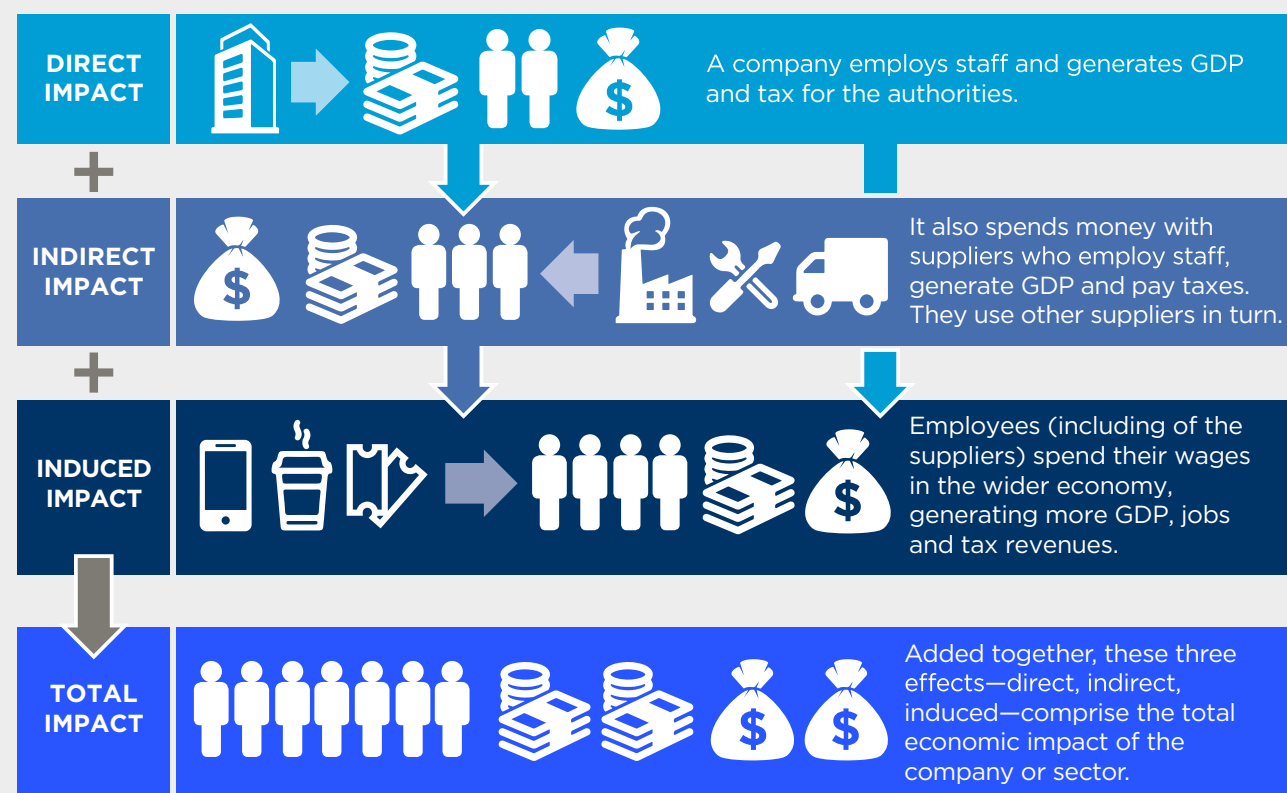 DIRECT
IMPACT
$
A company employs staff and generates GDP
and tax for the authorities.
+
INDIRECT
IMPACT
$
It also spends money with
suppliers who employ staff,
generate GDP and pay taxes.
They use other suppliers in turn.
+
INDUCED
IMPACT
$
Employees (including of the
suppliers) spend their wages
in the wider economy,
generating more GDP, jobs
and tax revenues.
TOTAL
IMPACT
$ $
Added together, these three
effects—direct, indirect,
induced—comprise the total
economic impact of the
company or sector.